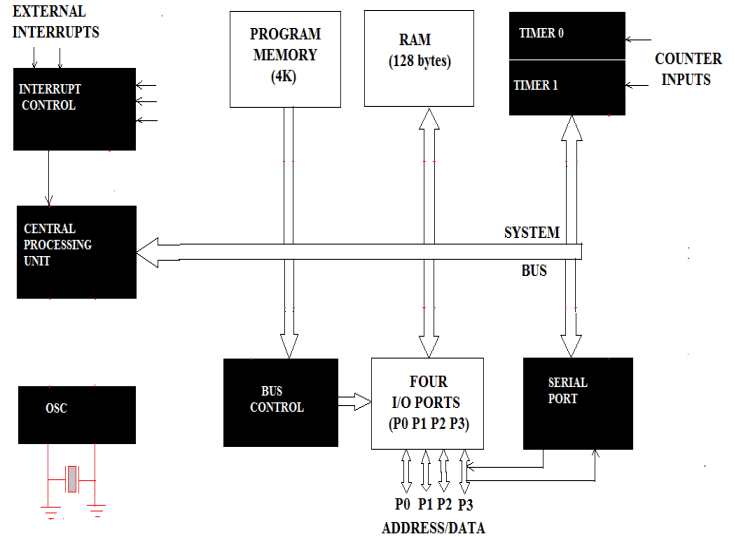 EXTERNAL
INTERRUPTS
INTERRUPT
CONTROL
PROGRAM
MEMORY
(4K)
RAM
(128 bytes)
TIMER 0
TIMER 1
COUNTER
INPUTS
CENTRAL
PROCESSING
UNIT
SYSTEM
BUS
OSC
BUS
CONTROL
FOUR
I/O PORTS
(P0 P1 P2 P3)
SERIAL
PORT
P0 P1 P2 P3
ADDRESS/DATA